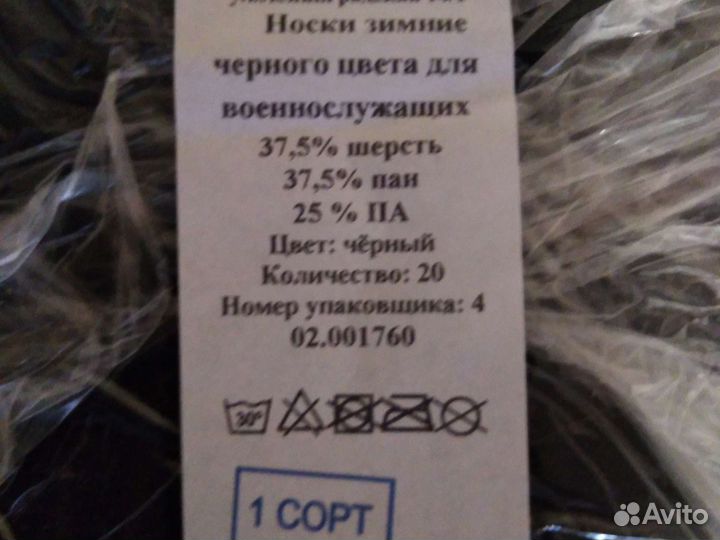 Носки зимние
черного цвета для
военнослужащих
37,5% шерсть
37,5% пан
25 % ПА
Цвет: чёрный
Количество: 20
Номер упаковщика: 4
02.001760
30°
1 СОРТ
Avito